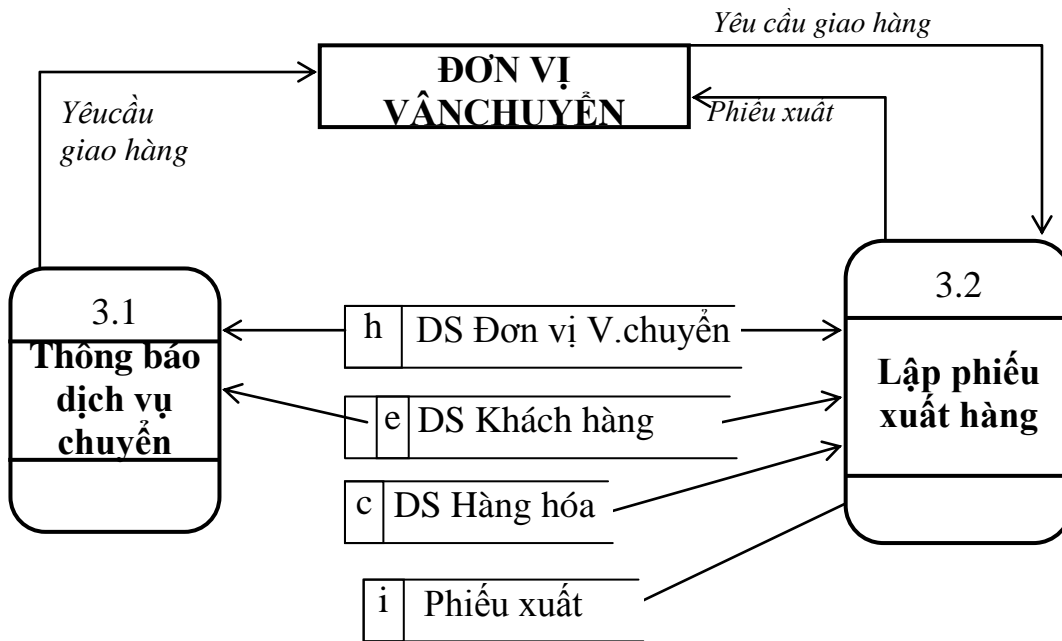 Yêu cầu giao hàng
ĐƠN VỊ
VÂNCHUYỂN
Yêucầu
giao hàng
Phiếu xuất
3.1
Thông báo
dịch vụ
chuyển
h DS Đơn vị V.chuyển
e DS Khách hàng
c DS Hàng hóa
i Phiếu xuất
3.2
Lập phiếu
xuất hàng